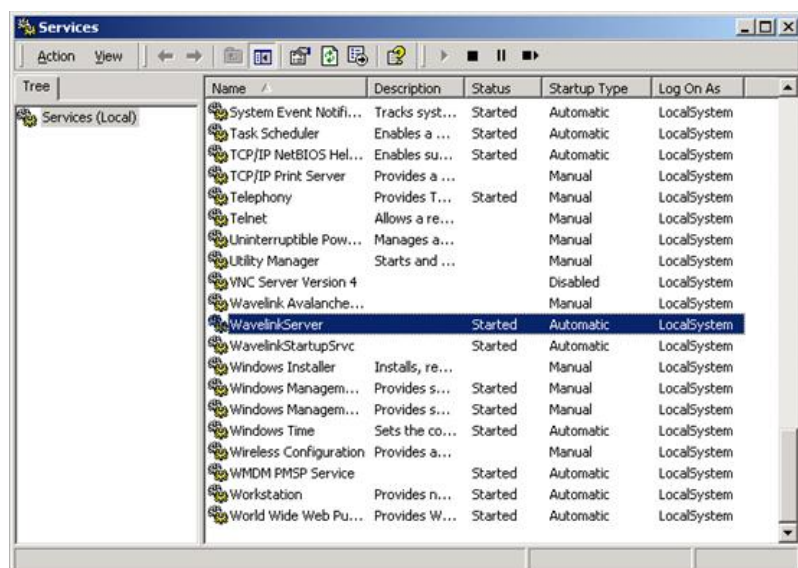 Services
Action View
Tree
Name Description Status Startup Type Log On As
Services (Local)
System Event Notifi... Tracks syst... Started Automatic LocalSystem
Task Scheduler Enables a ... Started Automatic LocalSystem
TCP/IP NetBIOS Hel... Enables su... Started Automatic LocalSystem
TCP/IP Print Server Provides a ... Manual LocalSystem
Telephony Provides T... Started Manual LocalSystem
Telnet Allows a re... Manual LocalSystem
Uninterruptible Pow... Manages a... Manual LocalSystem
Utility Manager Starts and ... Manual LocalSystem
VNC Server Version 4 Disabled LocalSystem
Wavelink Avalanche... Manual LocalSystem
WavelinkServer Started Automatic LocalSystem
WavelinkStartupSrvc Started Automatic LocalSystem
Windows Installer Installs, re... Manual LocalSystem
Windows Managem... Provides s... Started Manual LocalSystem
Windows Managem... Provides s... Started Manual LocalSystem
Windows Time Sets the co... Started Automatic LocalSystem
Wireless Configuration Provides a... Manual LocalSystem
WMDM PMSP Service Started Automatic LocalSystem
Workstation Provides n... Started Automatic LocalSystem
World Wide Web Pu... Provides W... Started Automatic LocalSystem